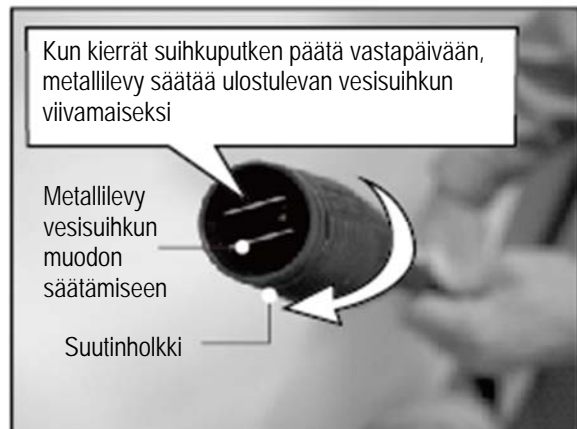 Kun kierrät suihkuputken päätä vastapäivään,
metallilevy säätää ulostulevan vesisuihkun
viivamaiseksi
Metallilevy
vesisuihkun
muodon
säätämiseen
Suutinholkki